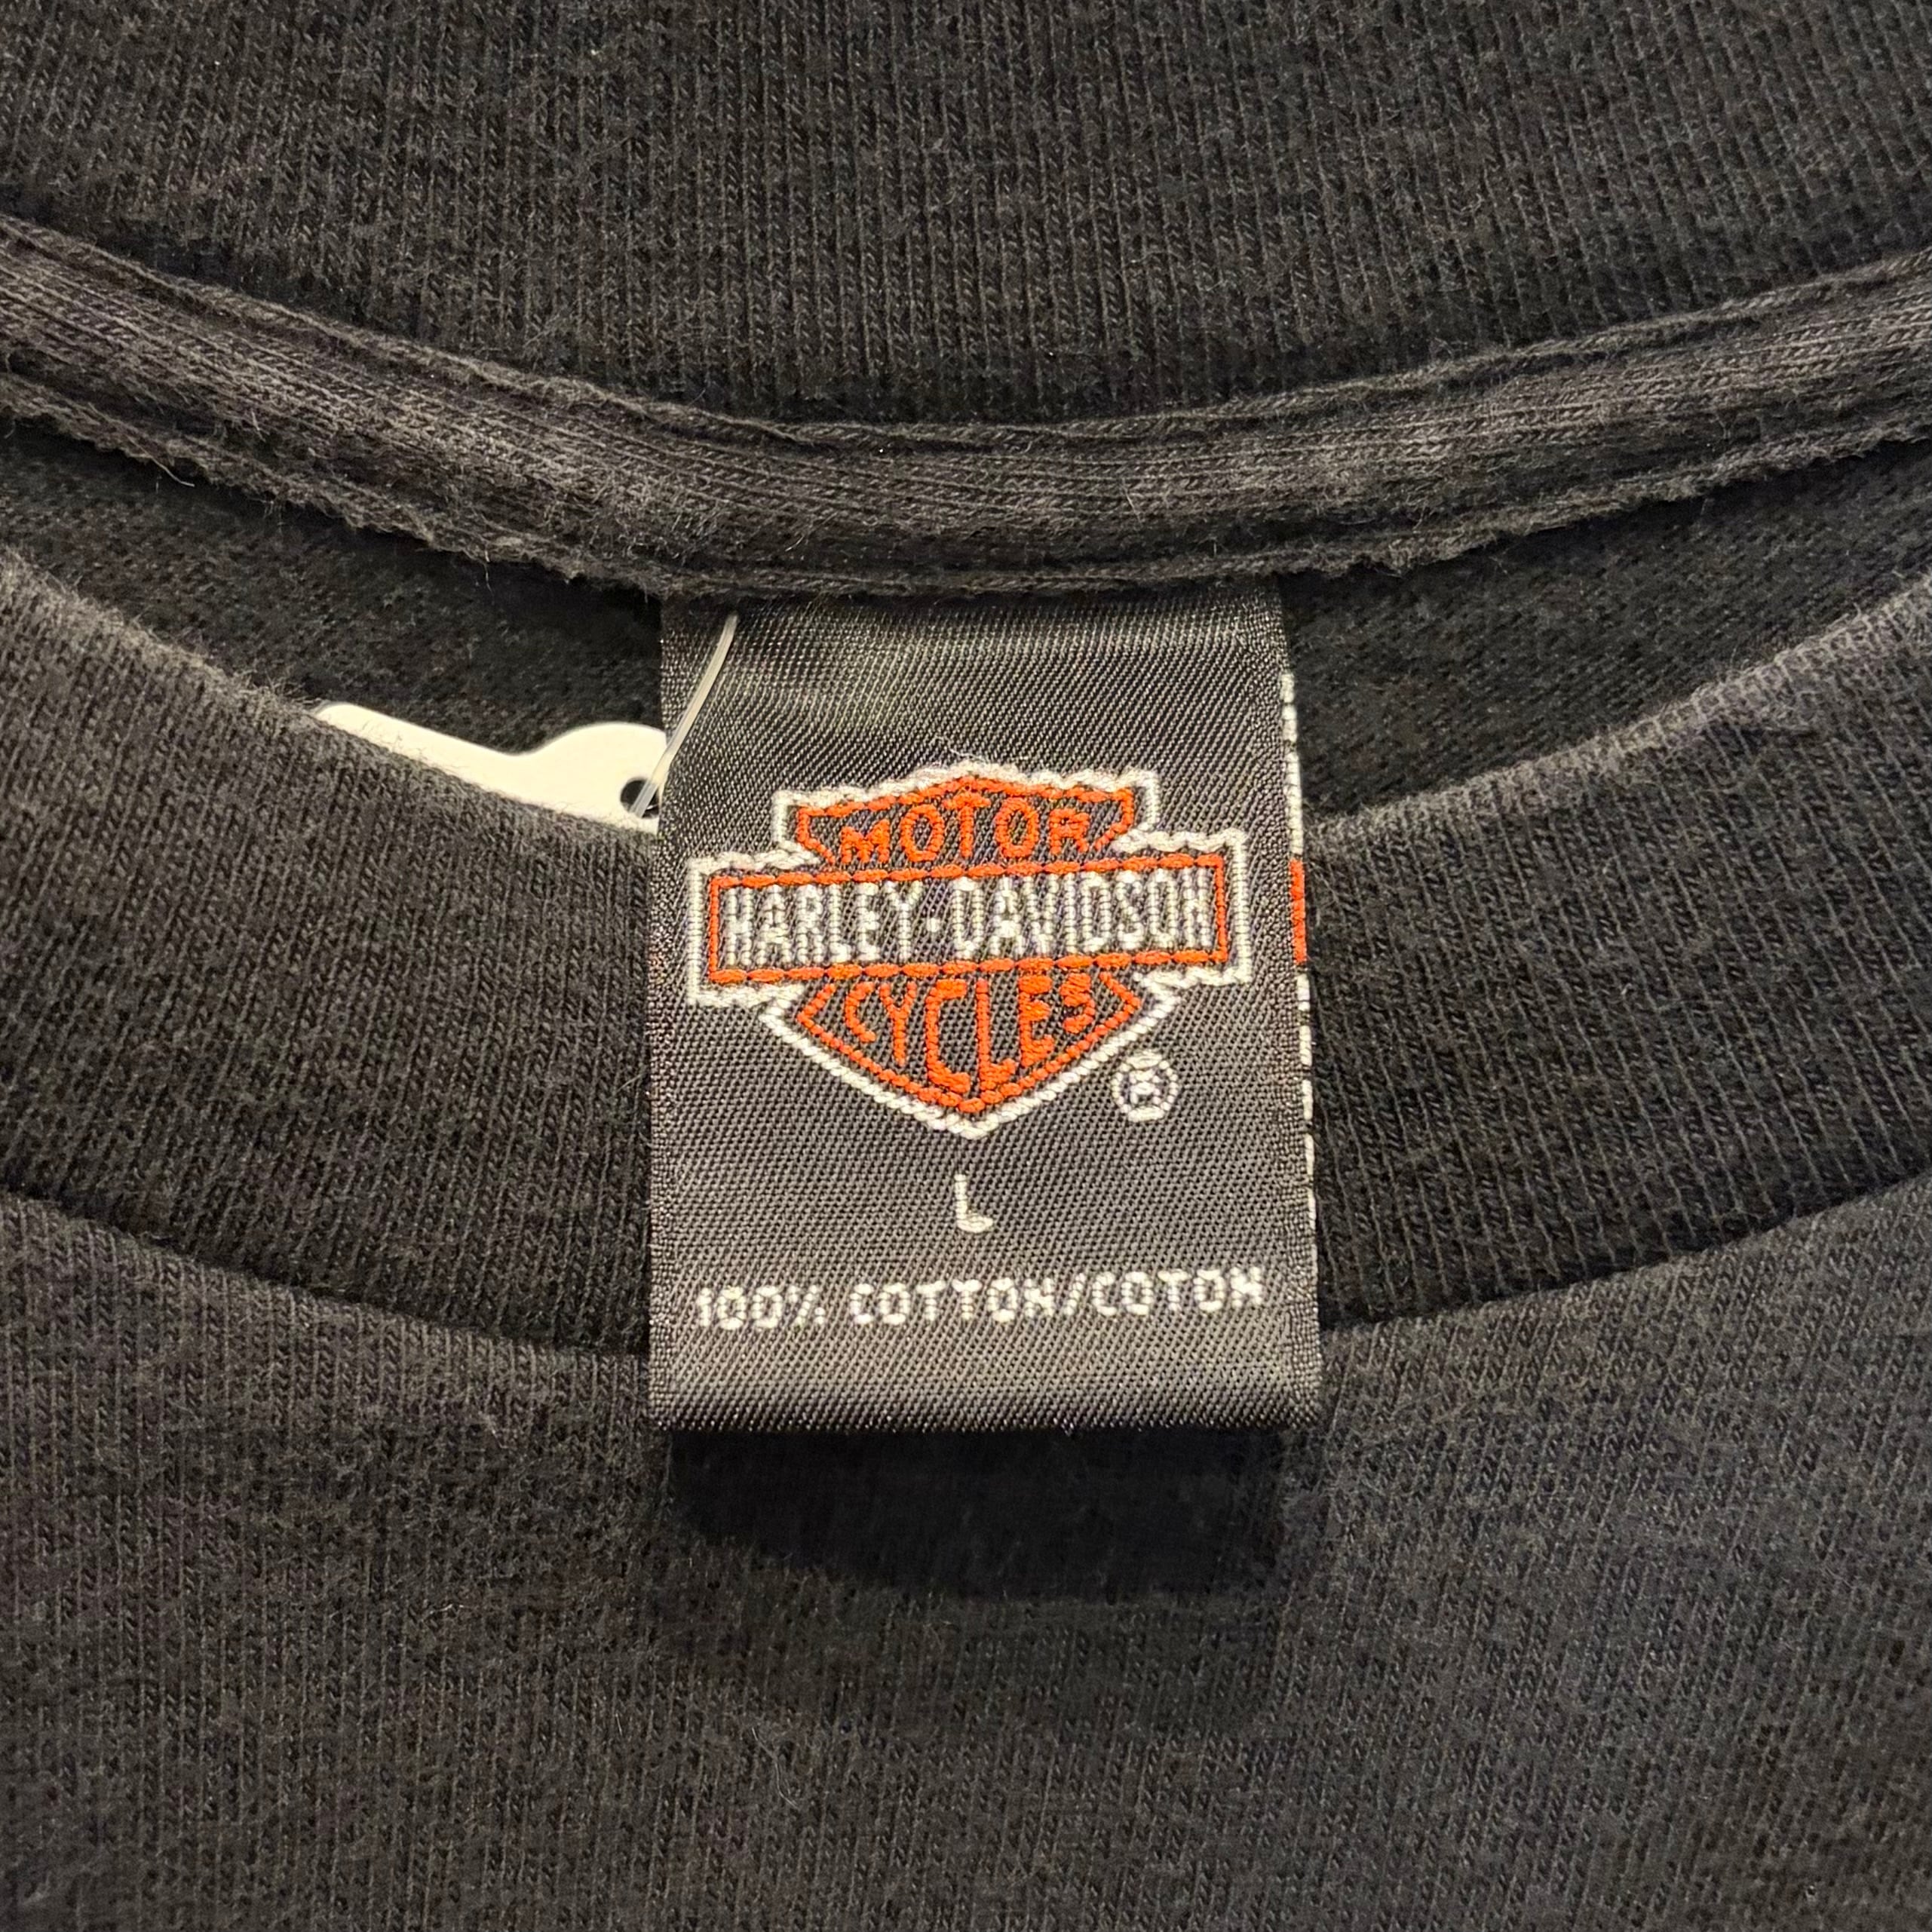 MOTOR
HARLEY-DAVIDSON
CYCLES
®
L
100% COTTON/COTON